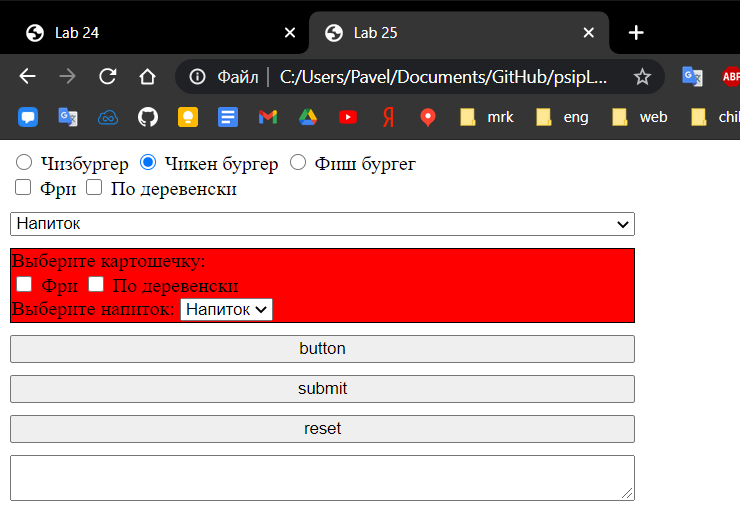 Lab 24 Lab 25
Файл C:/Users/Pavel/Documents/GitHub/psipL...
mrk eng web chil
Чизбургер Чикен бургер Фиш бургег
Фри По деревенски
Напиток
Выберите картошечку:
Фри По деревенски
Выберите напиток: Напиток
button
submit
reset